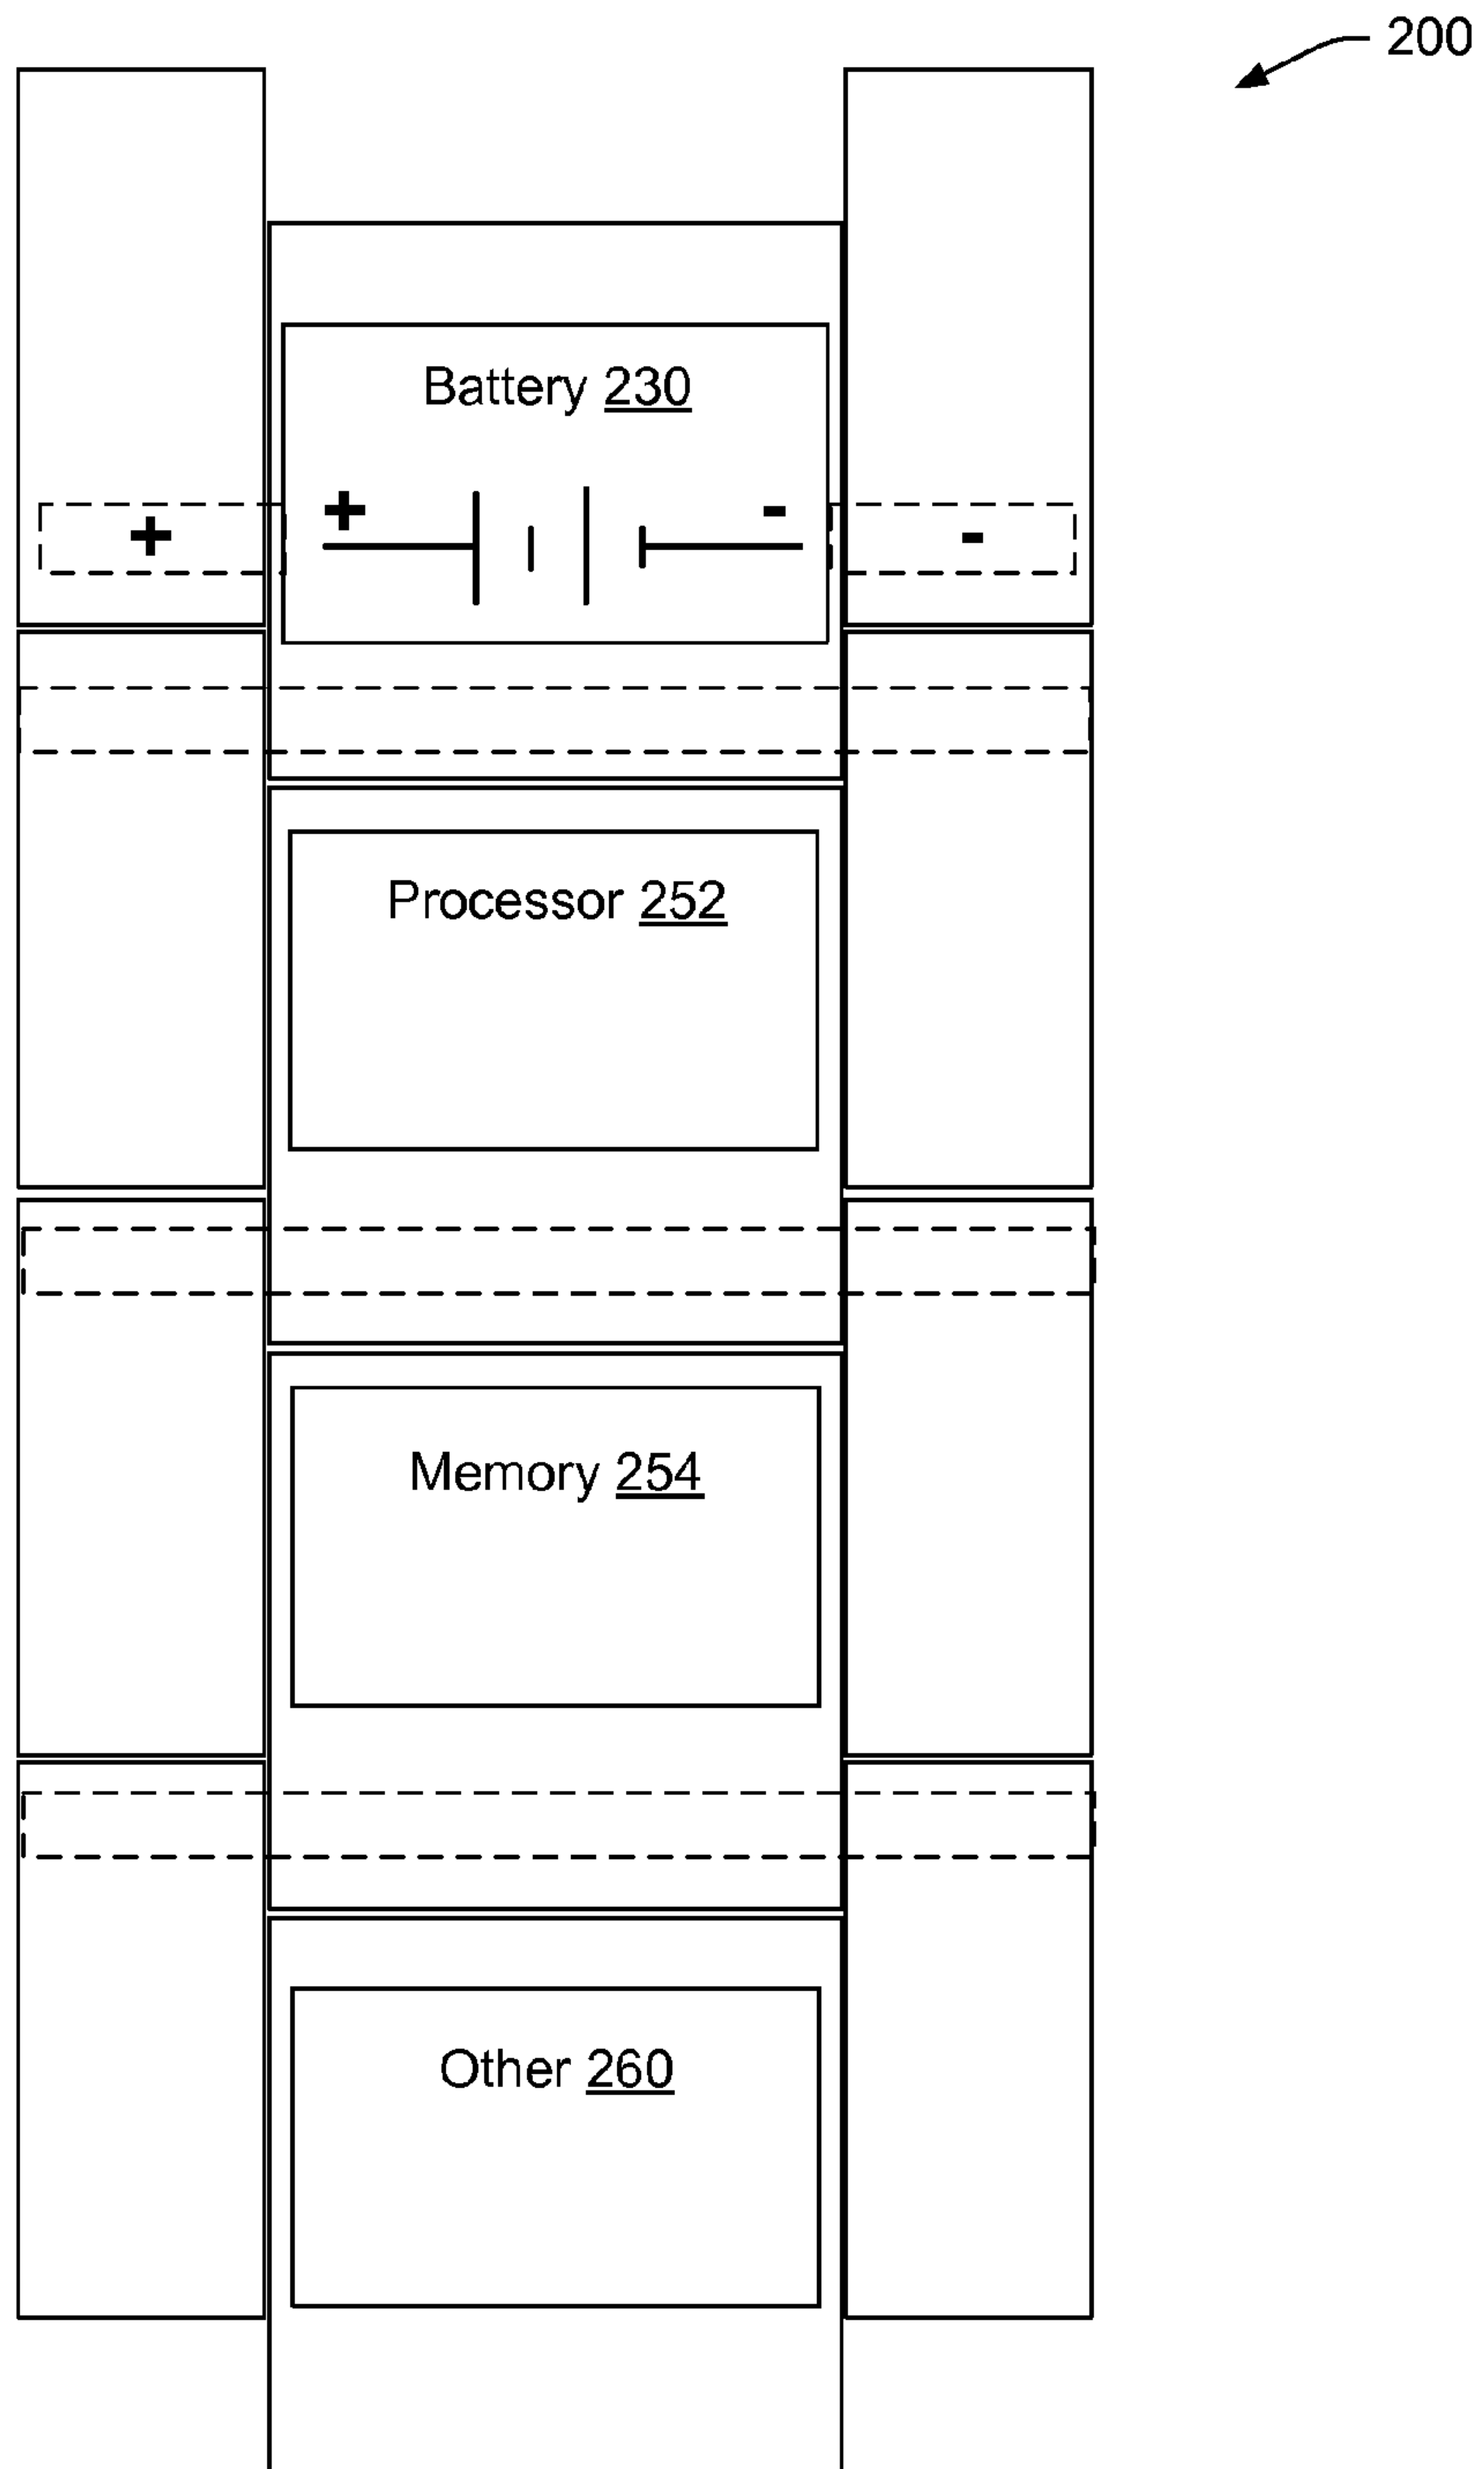 200
Battery 230
+ -
+ -
Processor 252
Memory 254
Other 260